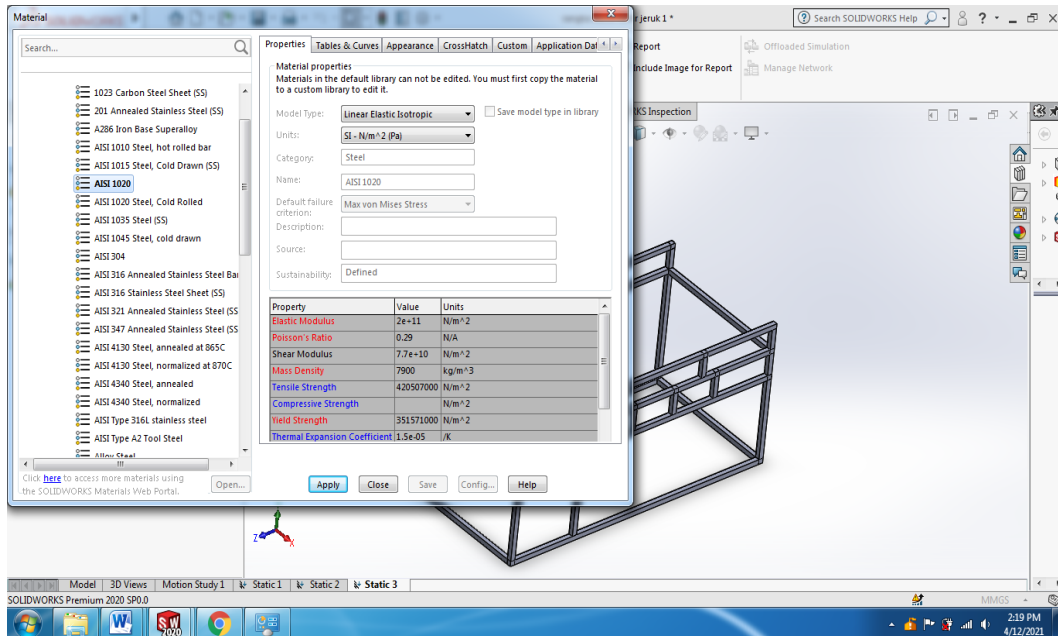 Material
r jeruk 1 *
Search SOLIDWORKS Help
?
Search...
1023 Carbon Steel Sheet (SS)
201 Annealed Stainless Steel (SS)
A286 Iron Base Superalloy
AISI 1010 Steel, hot rolled bar
AISI 1015 Steel, Cold Drawn (SS)
AISI 1020
AISI 1020 Steel, Cold Rolled
AISI 1035 Steel (SS)
AISI 1045 Steel, cold drawn
AISI 304
AISI 316 Annealed Stainless Steel Bar
AISI 316 Stainless Steel Sheet (SS)
AISI 321 Annealed Stainless Steel (SS
AISI 347 Annealed Stainless Steel (SS
AISI 4130 Steel, annealed at 865C
AISI 4130 Steel, normalized at 870C
AISI 4340 Steel, annealed
AISI 4340 Steel, normalized
AISI Type 316L stainless steel
AISI Type A2 Tool Steel
Alloy Steel
Click here to access more materials using
the SOLIDWORKS Materials Web Portal.
Open...
Properties Tables & Curves Appearance CrossHatch Custom Application Dat
Material properties
Materials in the default library can not be edited. You must first copy the material
to a custom library to edit it.
Model Type: Linear Elastic Isotropic Save model type in library
Units: SI - N/m^2 (Pa)
Category: Steel
Name: AISI 1020
Default failure
criterion: Max von Mises Stress
Description:
Source:
Sustainability: Defined
Property Value Units
Elastic Modulus 2e+11 N/m^2
Poisson's Ratio 0.29 N/A
Shear Modulus 7.7e+10 N/m^2
Mass Density 7900 kg/m^3
Tensile Strength 420507000 N/m^2
Compressive Strength N/m^2
Yield Strength 351571000 N/m^2
Thermal Expansion Coefficient 1.5e-05 /K
Apply Close Save Config... Help
Report Offloaded Simulation
nclude Image for Report Manage Network
KS Inspection
Z
X
Model 3D Views Motion Study 1 Static 1 Static 2 Static 3
SOLIDWORKS Premium 2020 SP0.0
MMGS
W
SW
2020
2:19 PM
4/12/2021